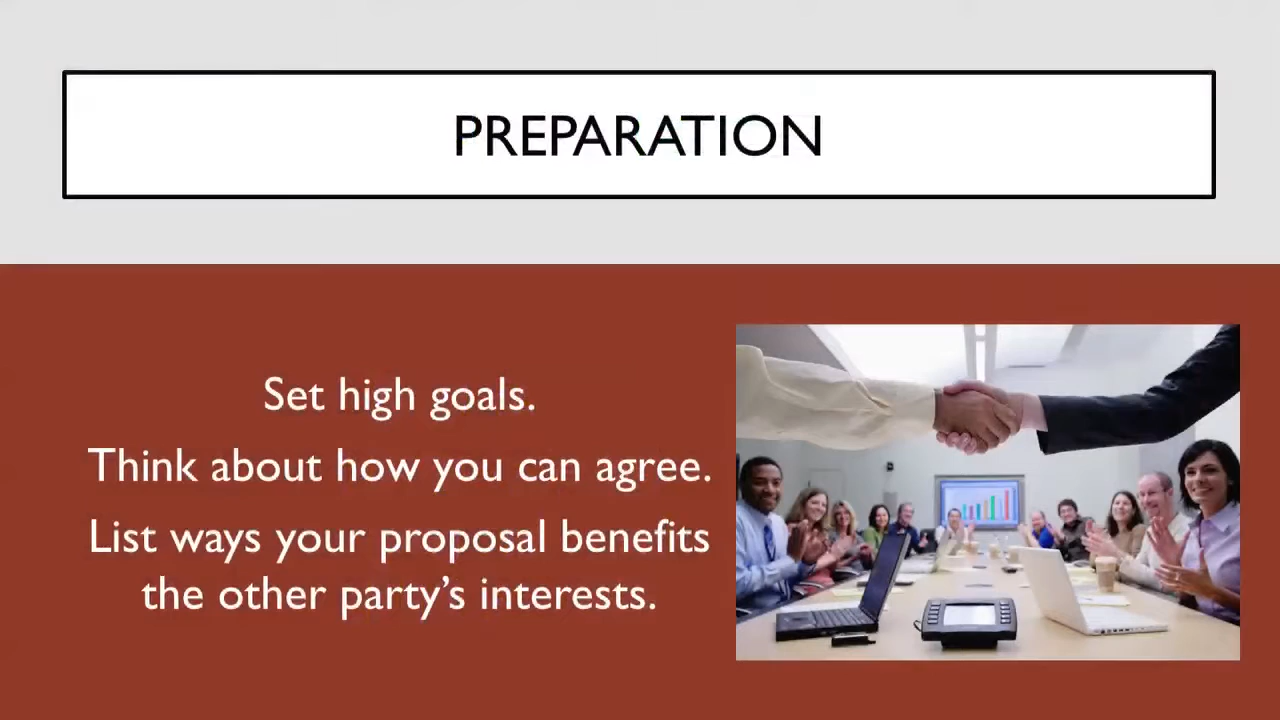 PREPARATION
Set high goals.
Think about how you can agree.
List ways your proposal benefits
the other party’s interests.